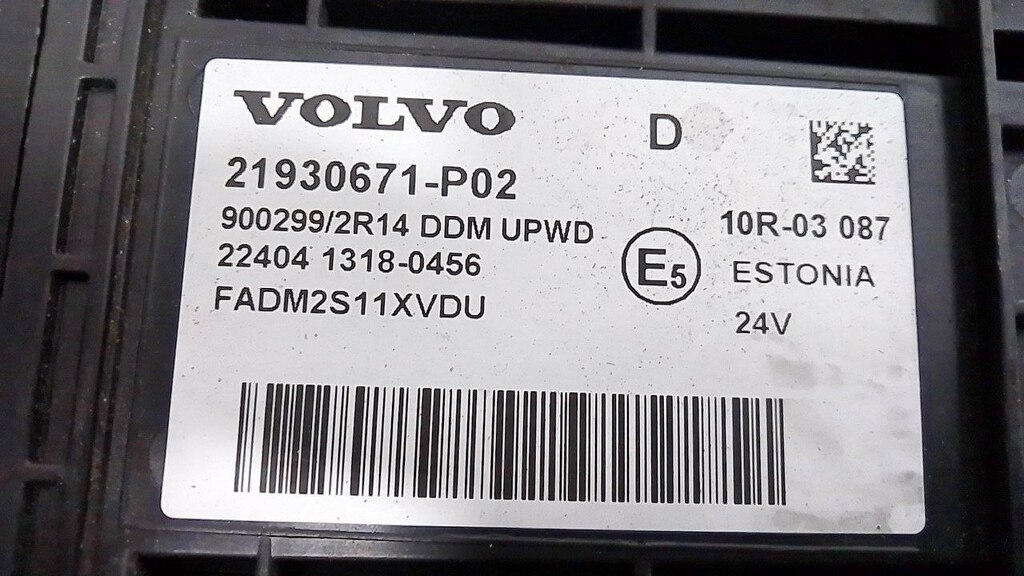 VOLVO
D
21930671-P02
900299/2R14 DDM UPWD
22404 1318-0456
FADM2S11XVDU
E5
10R-03 087
ESTONIA
24V